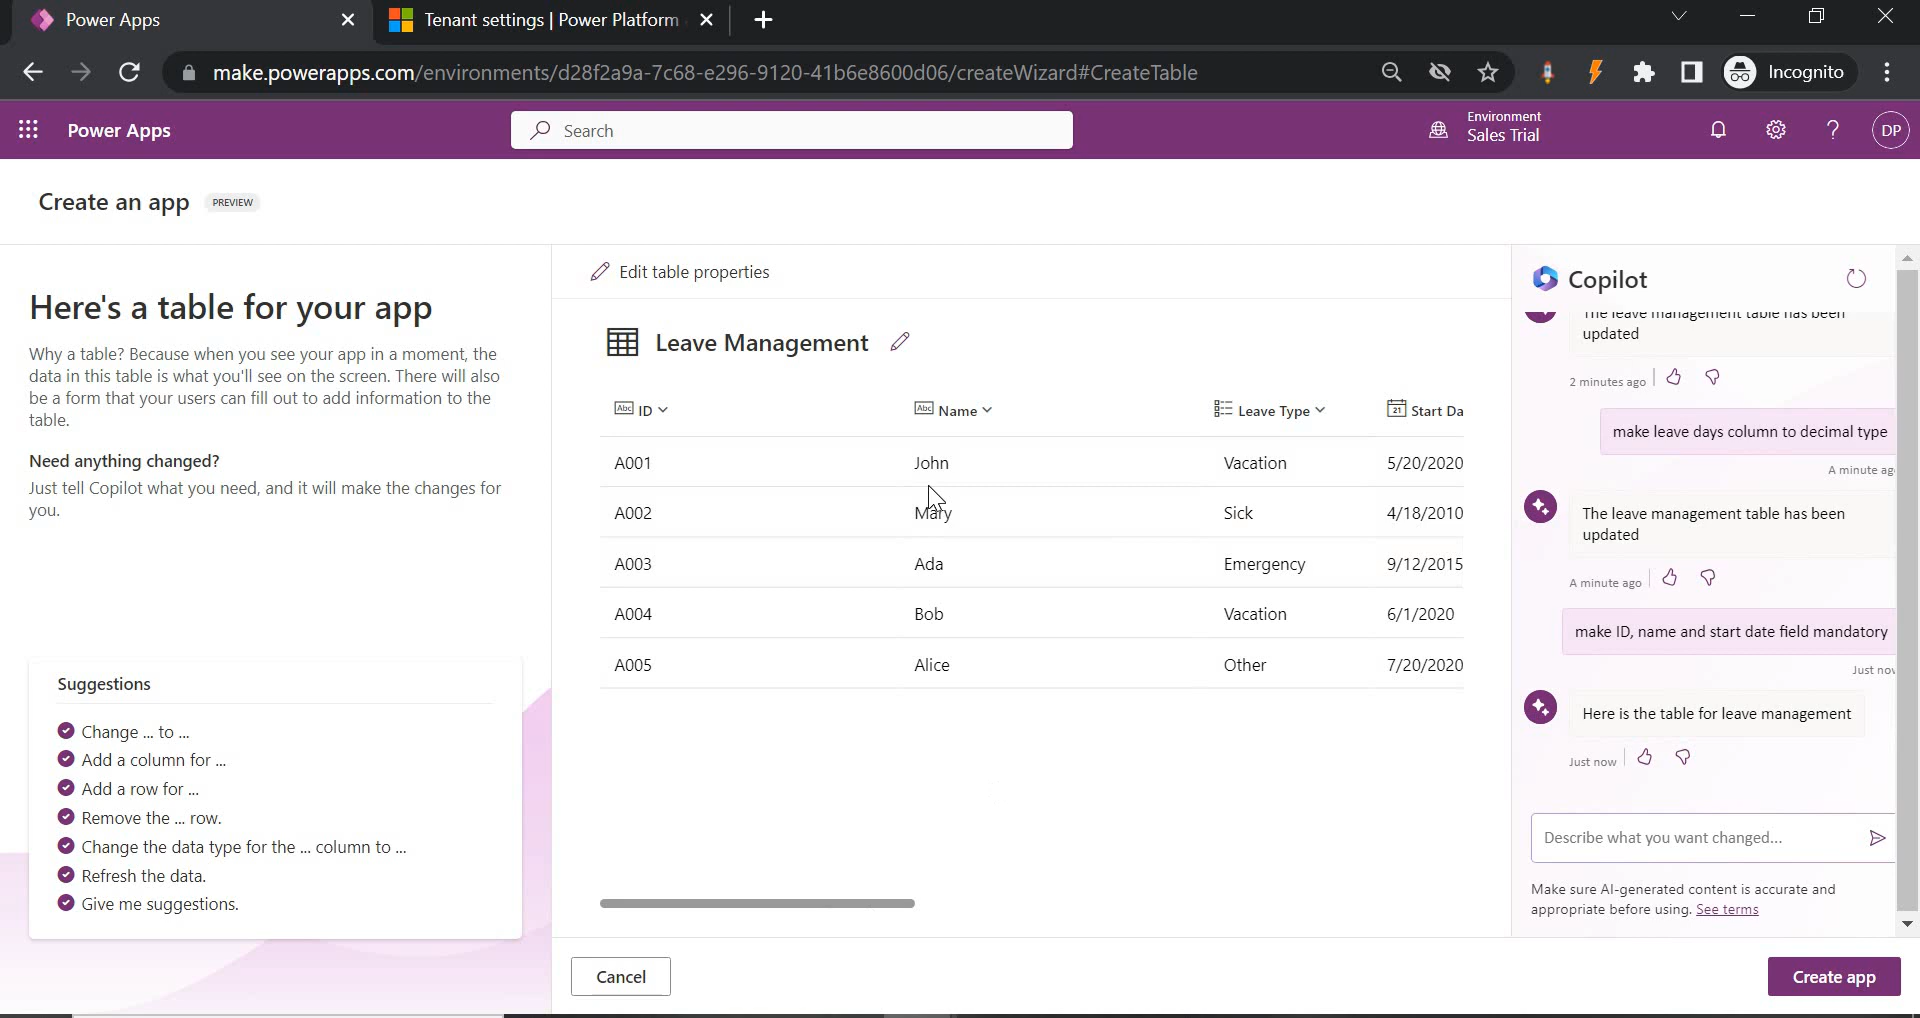 Power Apps
Tenant settings | Power Platform
make.powerapps.com/environments/d28f2a9a-7c68-e296-9120-41b6e8600d06/createWizard#CreateTable
Incognito
Power Apps
Search
Environment
Sales Trial
?
DP
Create an app
PREVIEW
Here's a table for your app
Why a table? Because when you see your app in a moment, the
data in this table is what you'll see on the screen. There will also
be a form that your users can fill out to add information to the
table.
Need anything changed?
Just tell Copilot what you need, and it will make the changes for
you.
Suggestions
Change ... to ...
Add a column for ...
Add a row for ...
Remove the ... row.
Change the data type for the ... column to ...
Refresh the data.
Give me suggestions.
Edit table properties
Leave Management
Abc ID
Abc Name
Leave Type
21 Start Da
A001 John Vacation 5/20/2020
A002 Mary Sick 4/18/2010
A003 Ada Emergency 9/12/2015
A004 Bob Vacation 6/1/2020
A005 Alice Other 7/20/2020
Cancel
Copilot
The leave management table has been
updated
2 minutes ago
make leave days column to decimal type
A minute ag
The leave management table has been
updated
A minute ago
make ID, name and start date field mandatory
Just now
Here is the table for leave management
Just now
Describe what you want changed...
Make sure AI-generated content is accurate and
appropriate before using. See terms
Create app